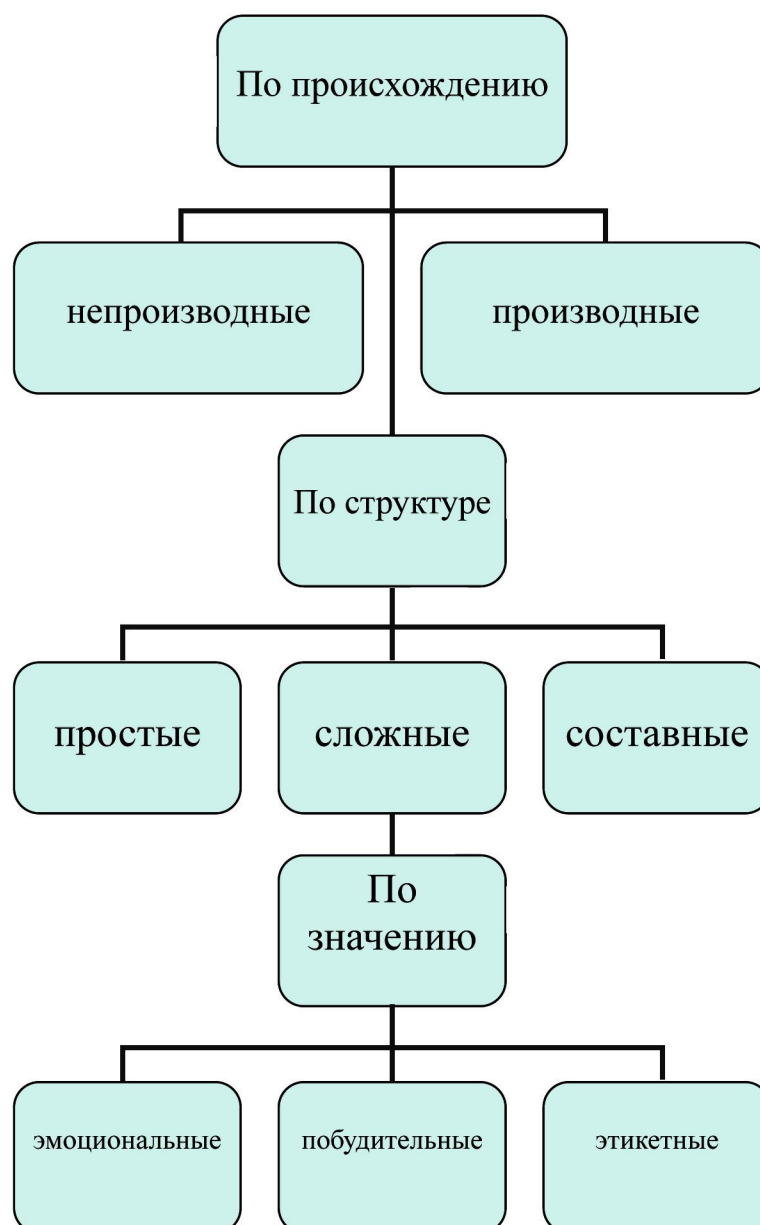 По происхождению
непроизводные
производные
По структуре
простые
сложные
составные
По
значению
эмоциональные
побудительные
этикетные